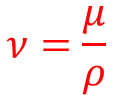 ν = μ/ρ